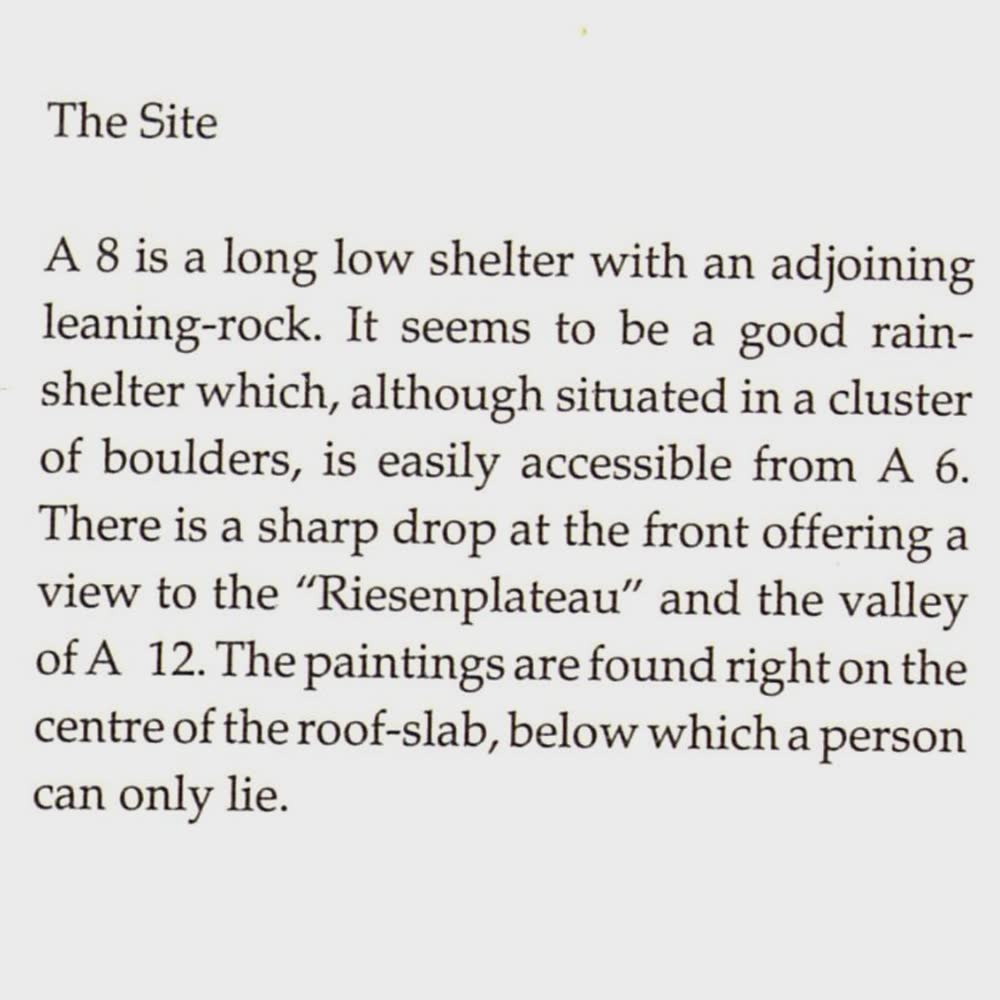 The Site
A 8 is a long low shelter with an adjoining
leaning-rock. It seems to be a good rain-
shelter which, although situated in a cluster
of boulders, is easily accessible from A 6.
There is a sharp drop at the front offering a
view to the “Riesenplateau” and the valley
of A 12. The paintings are found right on the
centre of the roof-slab, below which a person
can only lie.